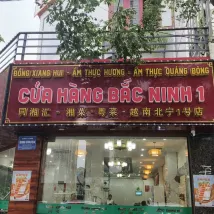 ĐỒNG XIANG HUI - ẨM THỰC HƯƠNG - ẨM THỰC QUẢNG ĐÔNG
CỬA HÀNG BẮC NINH 1
同湘汇 - 湘菜 - 粤菜 - 越南北宁1号店